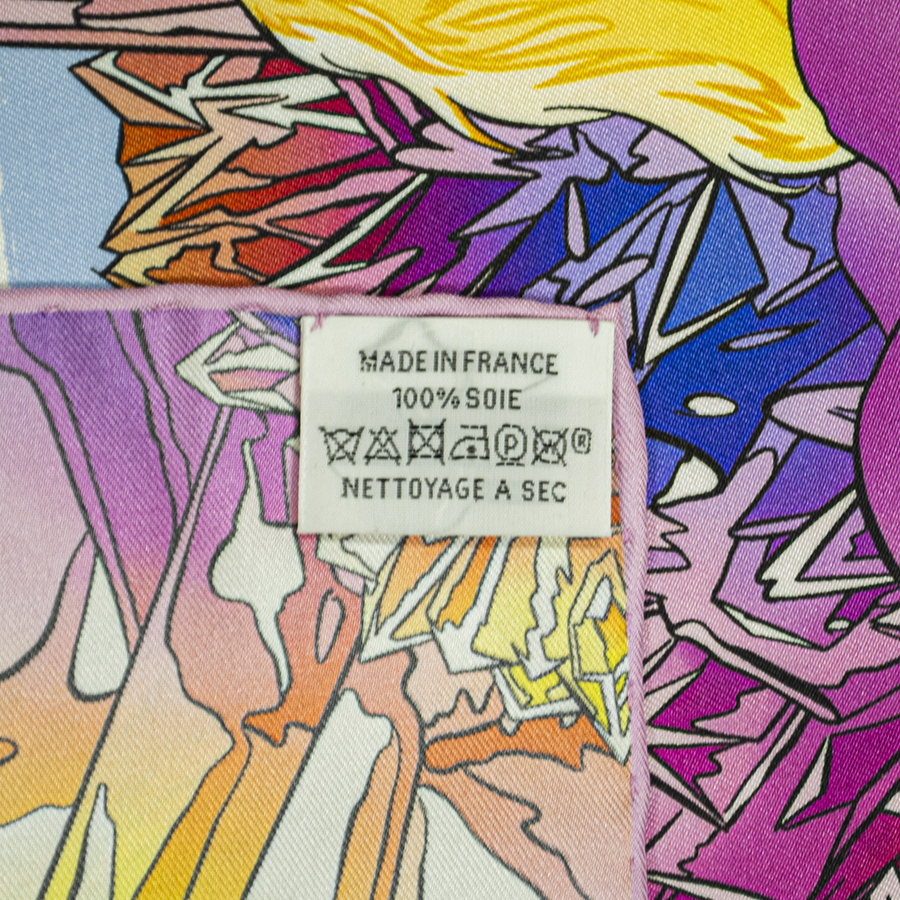 MADE IN FRANCE
100% SOIE
P ®
NETTOYAGE A SEC